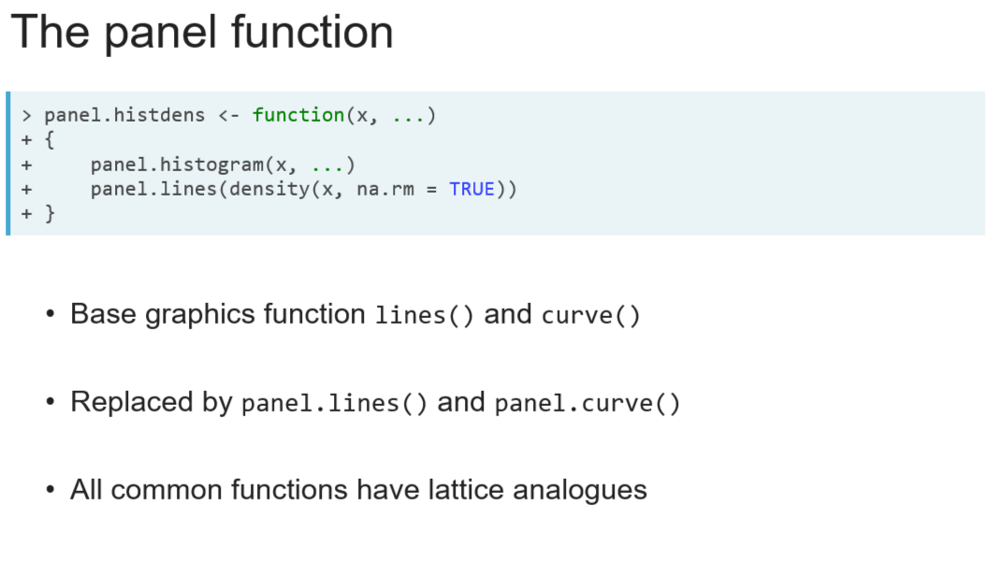 The panel function
> panel.histdens <- function(x, ...)
+ {
+     panel.histogram(x, ...)
+     panel.lines(density(x, na.rm = TRUE))
+ }
• Base graphics function lines() and curve()
• Replaced by panel.lines() and panel.curve()
• All common functions have lattice analogues